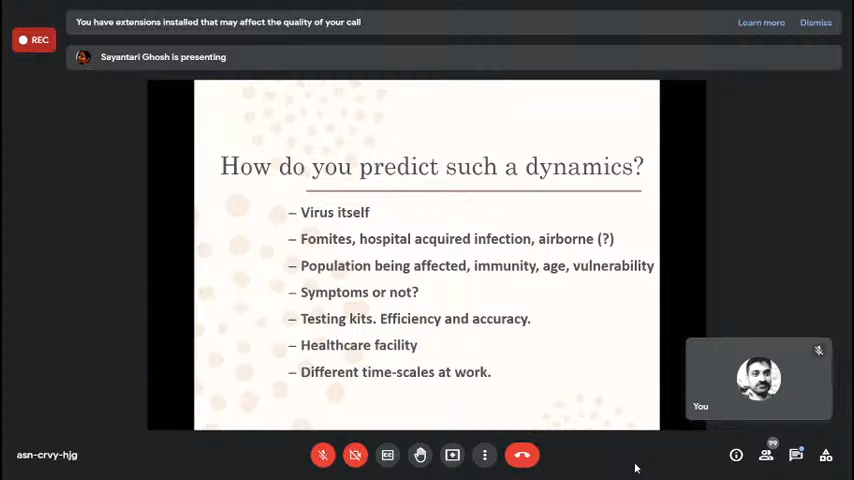 You have extensions installed that may affect the quality of your call
Learn more
Dismiss
REC
Sayantari Ghosh is presenting
How do you predict such a dynamics?
– Virus itself
– Fomites, hospital acquired infection, airborne (?)
– Population being affected, immunity, age, vulnerability
– Symptoms or not?
– Testing kits. Efficiency and accuracy.
– Healthcare facility
– Different time-scales at work.
You
asn-crvy-hjg
CC
99